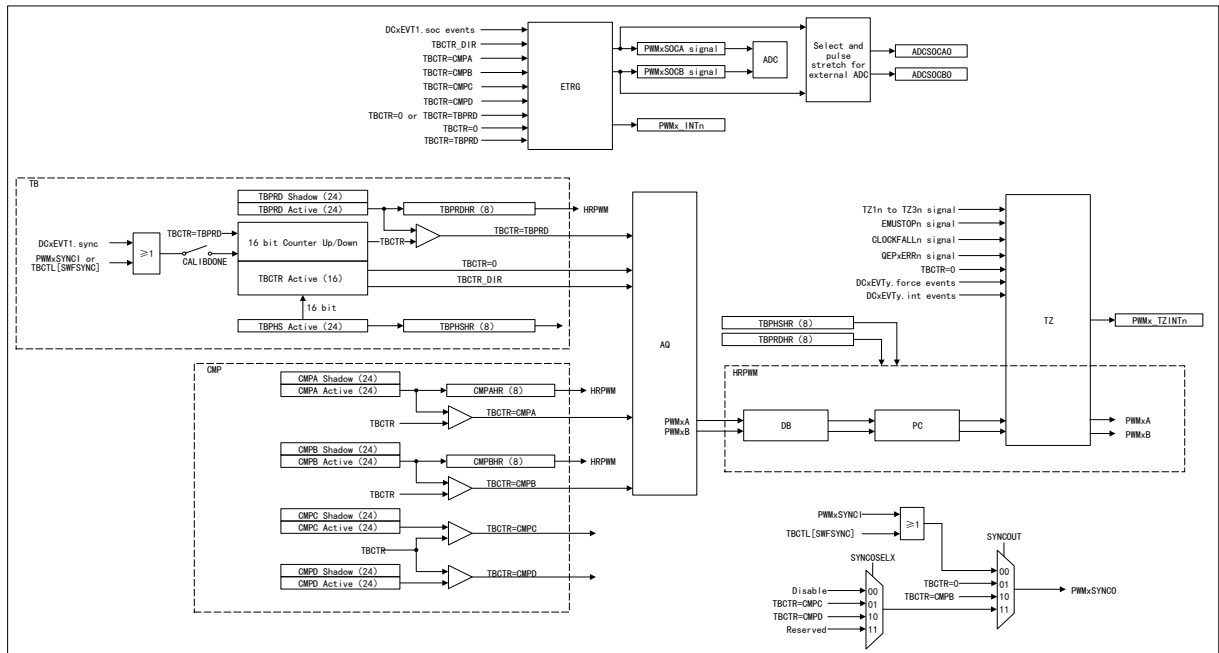 DCxEVT1.soc events
TBCTR_DIR
TBCTR=CMPA
TBCTR=CMPB
TBCTR=CMPC
TBCTR=CMPD
TBCTR=0 or TBCTR=TBPRD
TBCTR=0
TBCTR=TBPRD
ETRG
PWMxSOCA signal
PWMxSOCB signal
ADC
PWMx_INTn
Select and
pulse
stretch for
external ADC
ADCSOCAO
ADCSOCBO
TB
TBPRD Shadow (24)
TBPRD Active (24)
TBPRDHR (8)
HRPWM
DCxEVT1.sync
PWMxSYNCI or
TBCTL[SWFSYNC]
≥1
CALIBDONE
TBCTR=TBPRD
16 bit Counter Up/Down
TBCTR
TBCTR=TBPRD
TBCTR Active (16)
TBCTR=0
TBCTR_DIR
16 bit
TBPHS Active (24)
TBPHSHR (8)
CMP
CMPA Shadow (24)
CMPA Active (24)
CMPAHR (8)
HRPWM
TBCTR
TBCTR=CMPA
CMPB Shadow (24)
CMPB Active (24)
CMPBHR (8)
HRPWM
TBCTR
TBCTR=CMPB
CMPC Shadow (24)
CMPC Active (24)
TBCTR=CMPC
TBCTR
CMPD Shadow (24)
CMPD Active (24)
TBCTR=CMPD
AQ
PWMxA
PWMxB
TBPHSHR (8)
TBPRDHR (8)
HRPWM
DB
PC
TZ1n to TZ3n signal
EMUSTOPn signal
CLOCKFALLn signal
QEPxERRn signal
TBCTR=0
DCxEVTy.force events
DCxEVTy.int events
TZ
PWMx_TZINTn
PWMxA
PWMxB
PWMxSYNCI
TBCTL[SWFSYNC]
≥1
SYNCOSELX
Disable
TBCTR=CMPC
TBCTR=CMPD
Reserved
00
01
10
11
SYNCOUT
TBCTR=0
TBCTR=CMPB
00
01
10
11
PWMxSYNCO